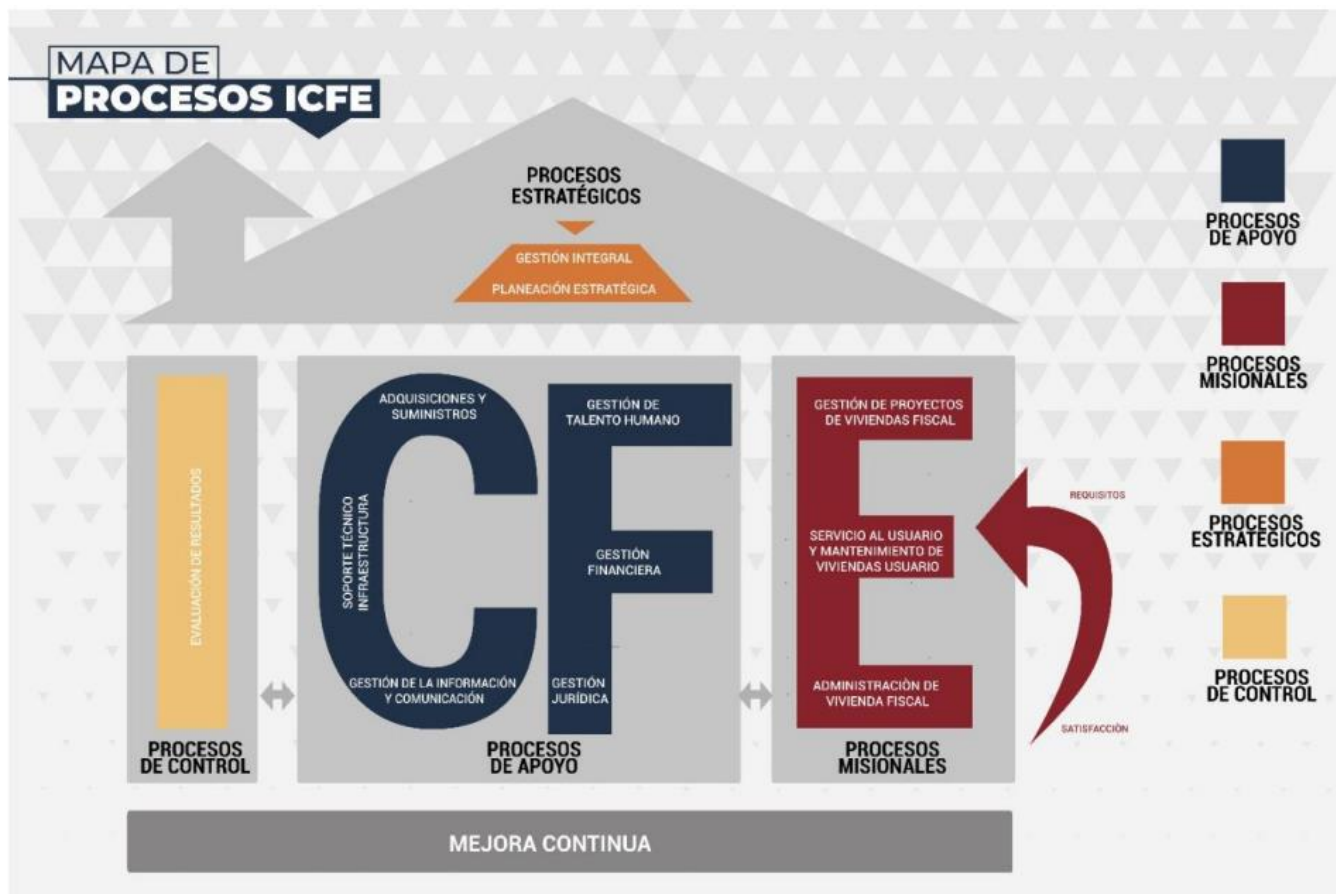 MAPA DE
PROCESOS ICFE
PROCESOS
ESTRATÉGICOS
GESTIÓN INTEGRAL
PLANEACIÓN ESTRATÉGICA
EVALUACIÓN DE RESULTADOS
PROCESOS
DE CONTROL
ADQUISICIONES Y
SUMINISTROS
SOPORTE TÉCNICO
INFRAESTRUCTURA
GESTIÓN DE LA INFORMACIÓN
Y COMUNICACIÓN
GESTIÓN DE
TALENTO HUMANO
GESTIÓN
FINANCIERA
GESTIÓN
JURÍDICA
PROCESOS
DE APOYO
GESTIÓN DE PROYECTOS
DE VIVIENDAS FISCAL
SERVICIO AL USUARIO
Y MANTENIMIENTO DE
VIVIENDAS USUARIO
ADMINISTRACIÒN DE
VIVIENDA FISCAL
PROCESOS
MISIONALES
REQUISITOS
SATISFACCIÒN
MEJORA CONTINUA
PROCESOS
DE APOYO
PROCESOS
MISIONALES
PROCESOS
ESTRATÉGICOS
PROCESOS
DE CONTROL